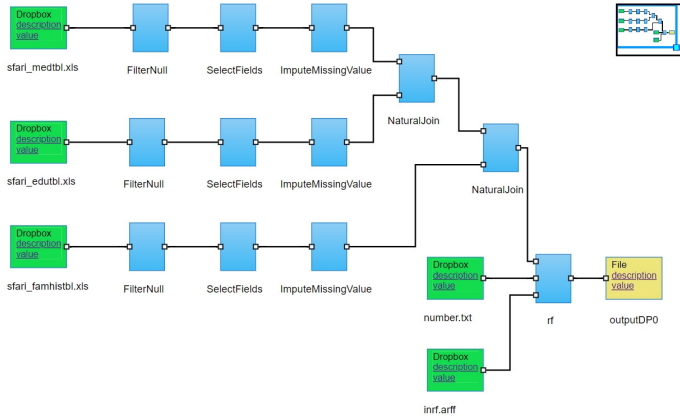 Dropbox
description
value
sfari_medtbl.xls
FilterNull
SelectFields
ImputeMissingValue
NaturalJoin
Dropbox
description
value
sfari_edutbl.xls
FilterNull
SelectFields
ImputeMissingValue
NaturalJoin
Dropbox
description
value
sfari_famhistbl.xls
FilterNull
SelectFields
ImputeMissingValue
Dropbox
description
value
number.txt
rf
File
description
value
outputDP0
Dropbox
description
value
inrf.arff